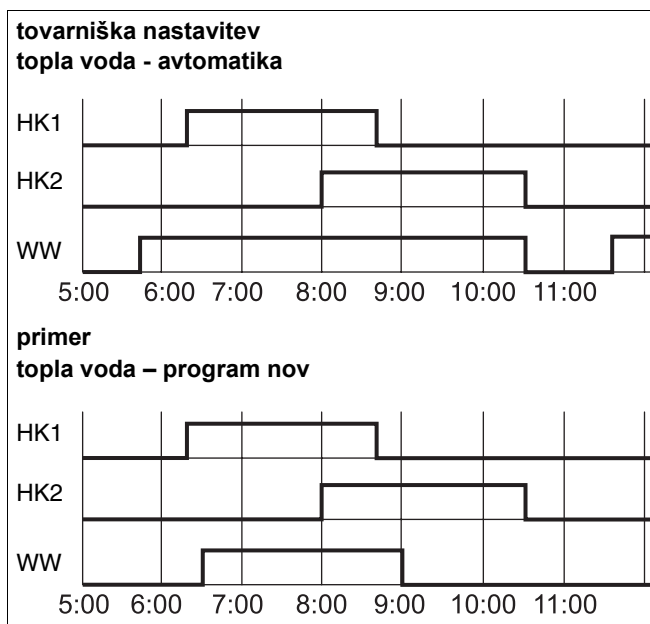 tovarniška nastavitev
topla voda - avtomatika
HK1
HK2
WW
5:00 6:00 7:00 8:00 9:00 10:00 11:00
primer
topla voda – program nov
HK1
HK2
WW
5:00 6:00 7:00 8:00 9:00 10:00 11:00